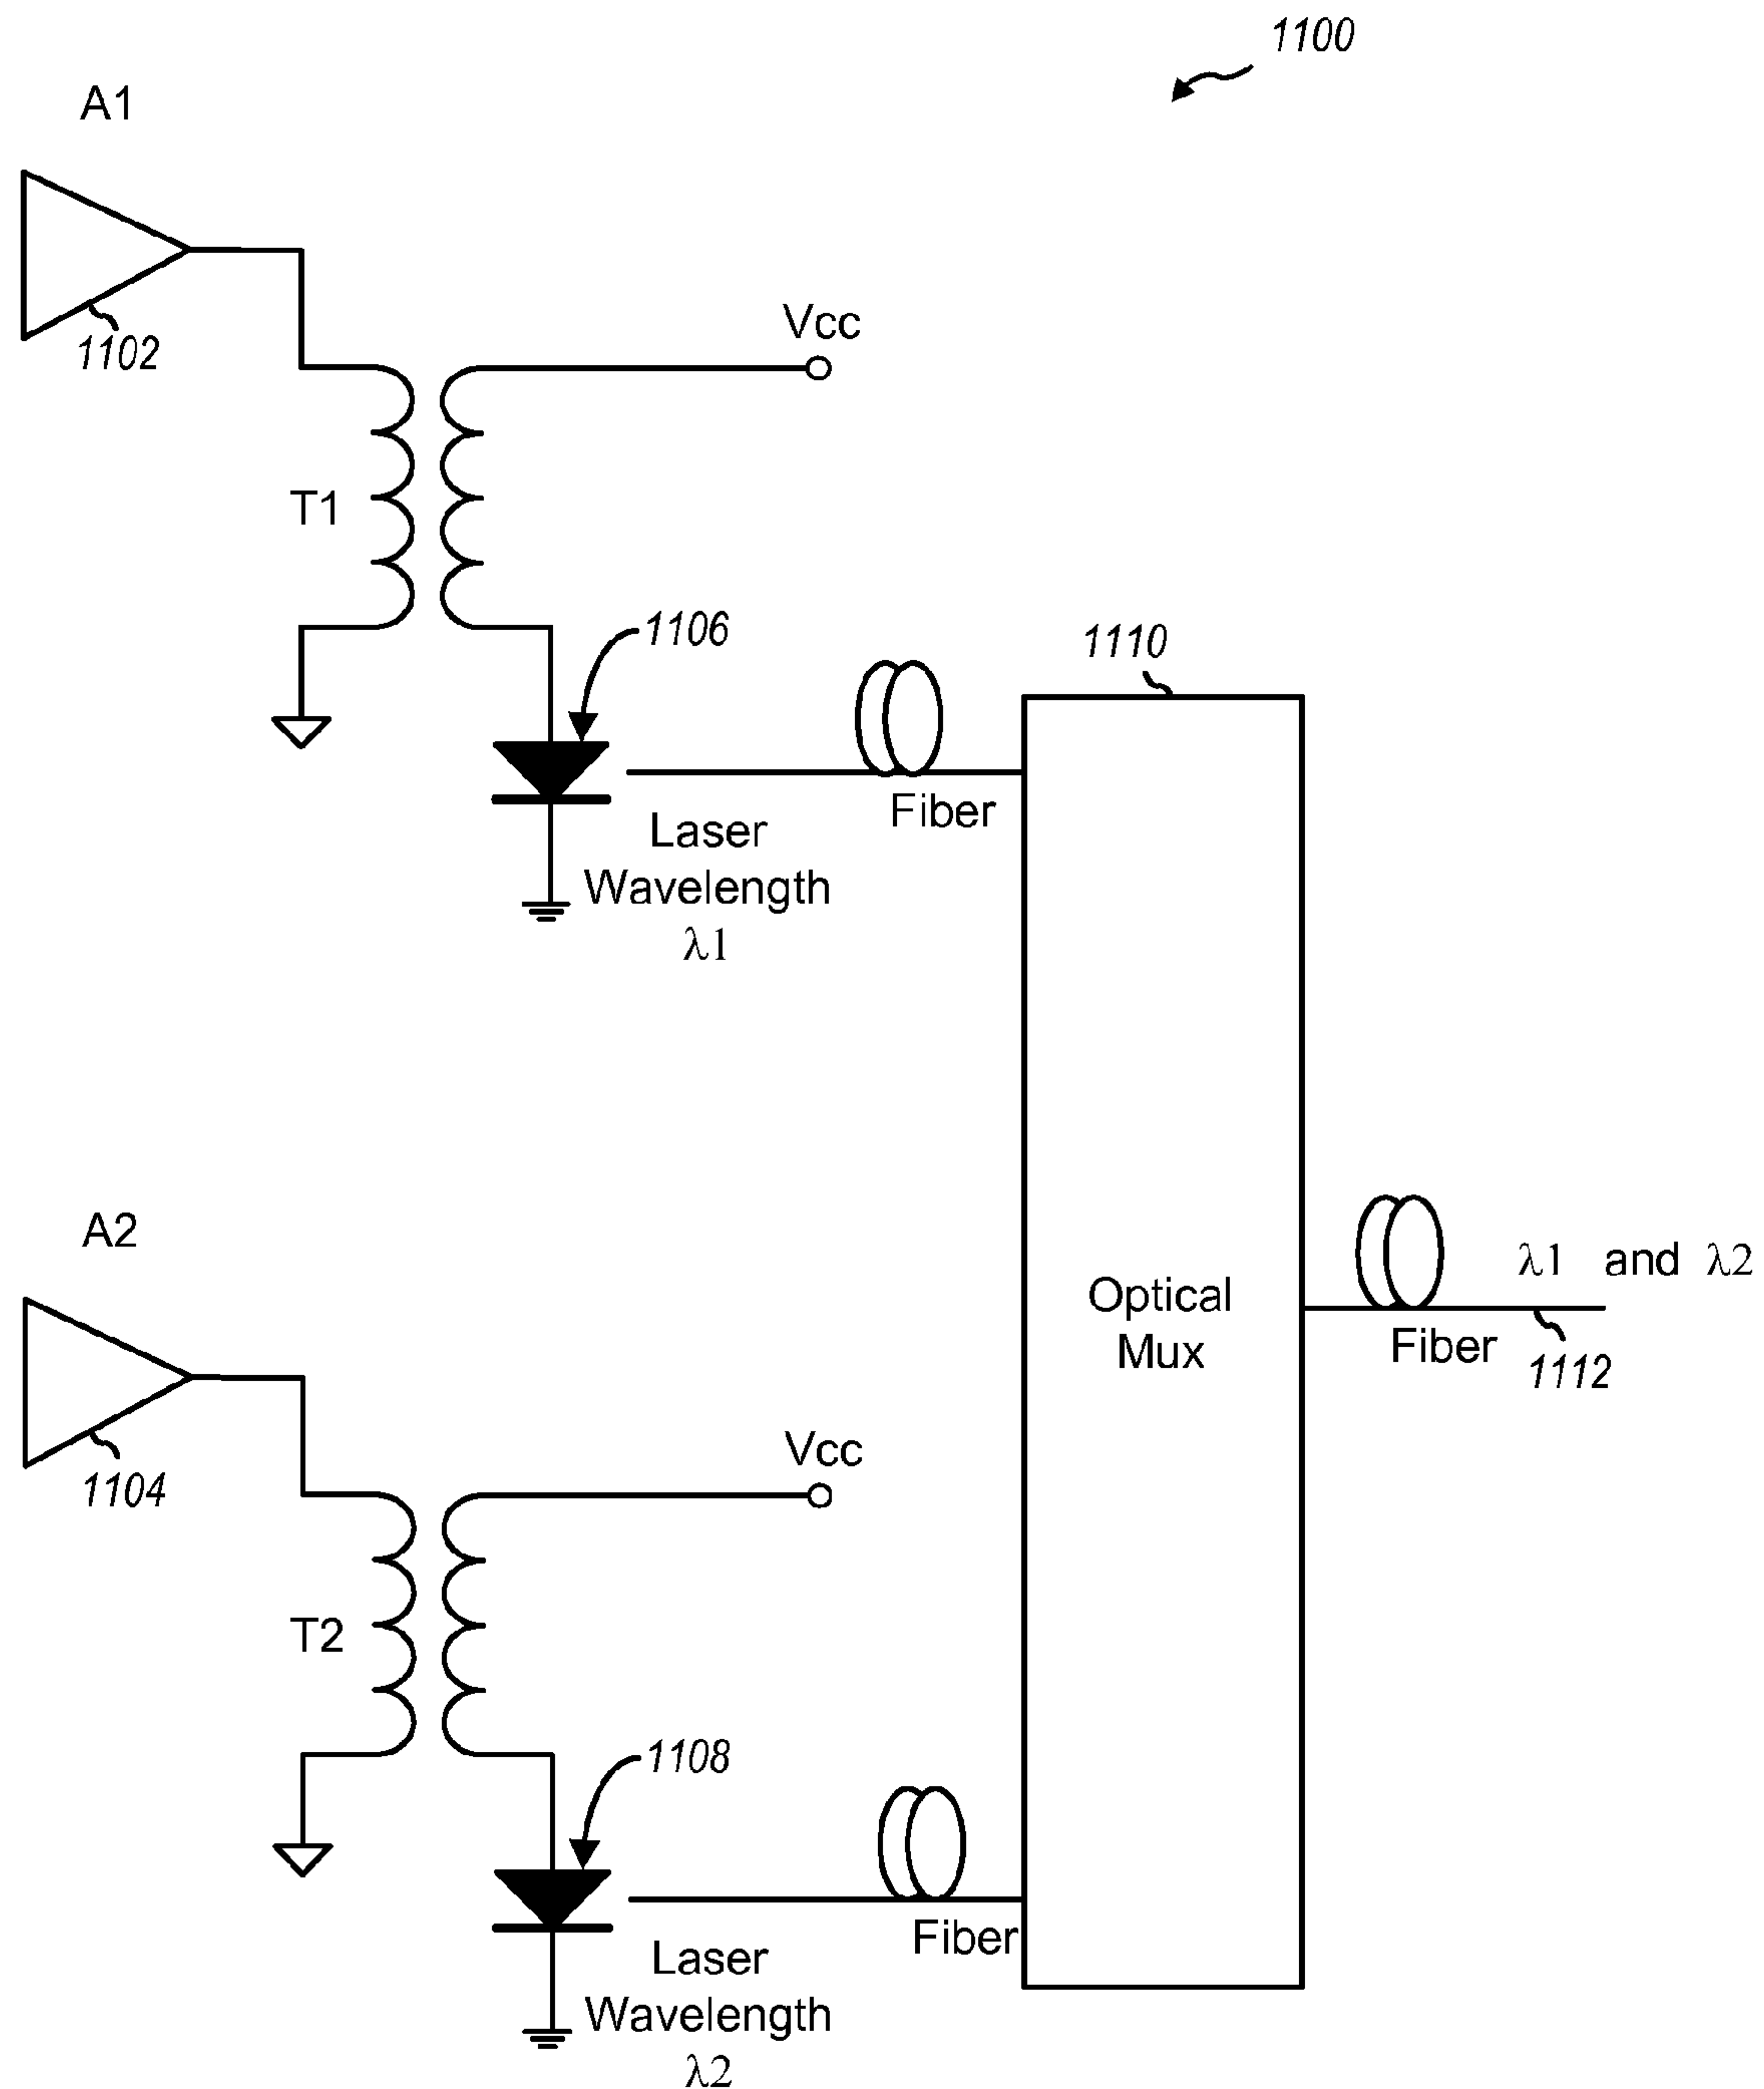 1100
A1
1102
Vcc
T1
1106
1110
Fiber
Laser
Wavelength
λ1
A2
λ1 and λ2
Optical
Mux
Fiber
1112
1104
Vcc
T2
1108
Fiber
Laser
Wavelength
λ2